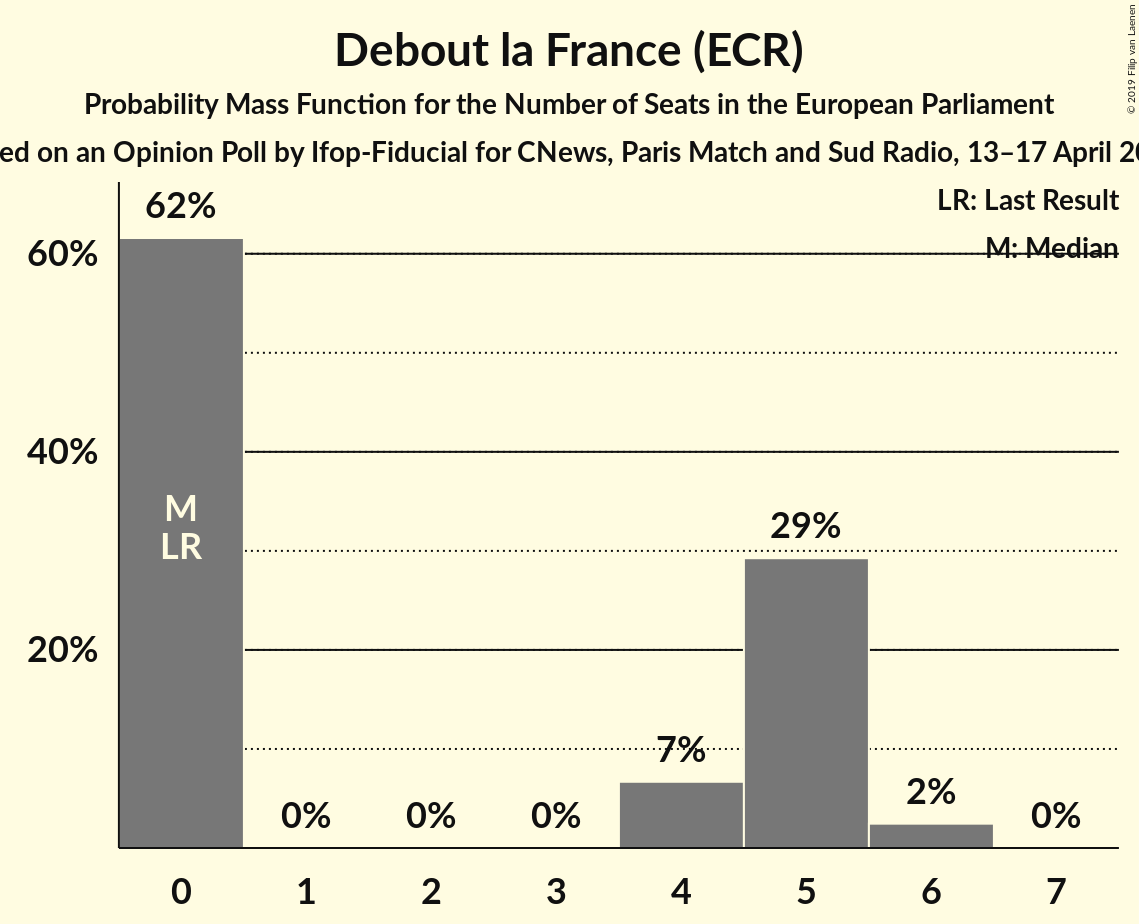 Debout la France (ECR)
Probability Mass Function for the Number of Seats in the European Parliament
ed on an Opinion Poll by Ifop-Fiducial for CNews, Paris Match and Sud Radio, 13–17 April 20
© 2019 Filip van Laenen
LR: Last Result
M: Median
62%
60%
40%
20%
M
LR
0%
0%
0%
7%
29%
2%
0%
0 1 2 3 4 5 6 7